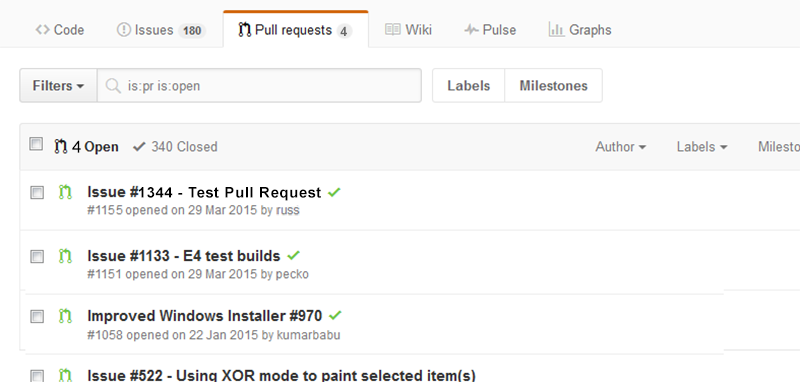 Code Issues 180 Pull requests 4 Wiki Pulse Graphs
Filters is:pr is:open Labels Milestones
4 Open 340 Closed Author Labels Milesto
Issue #1344 - Test Pull Request
#1155 opened on 29 Mar 2015 by russ
Issue #1133 - E4 test builds
#1151 opened on 29 Mar 2015 by pecko
Improved Windows Installer #970
#1058 opened on 22 Jan 2015 by kumarbabu
Issue #522 - Using XOR mode to paint selected item(s)